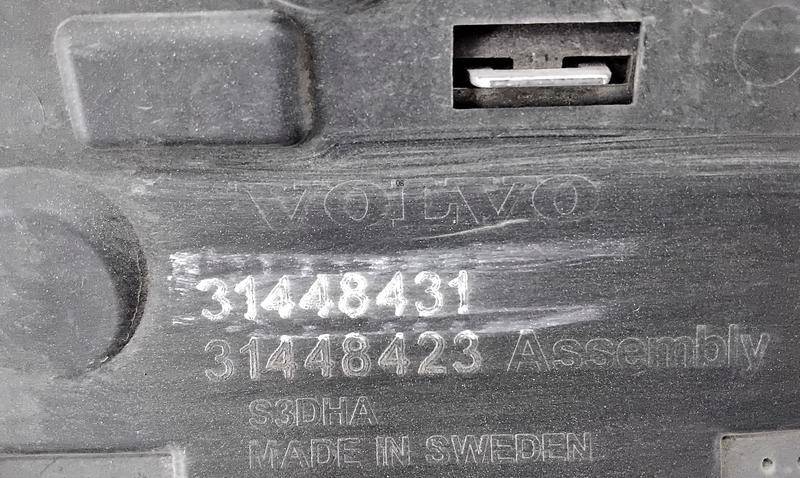 VOLVO
31448431
31448423 Assembly
S3DHA
MADE IN SWEDEN